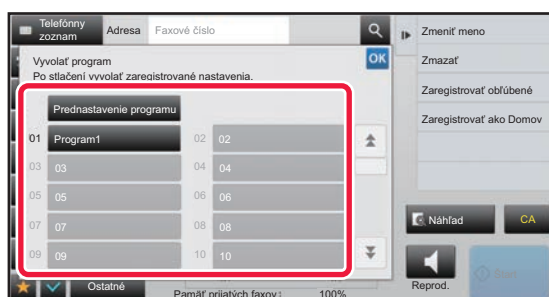 Telefónny
zoznam
Adresa
Faxové číslo
Vyvolať program
OK
Po stlačení vyvolať zaregistrované nastavenia.
Prednastavenie programu
01 Program1
02 02
03 03
04 04
05 05
06 06
07 07
08 08
09 09
10 10
Ostatné
Pamäť prijatých faxov: 100%
Zmeniť meno
Zmazať
Zaregistrovať obľúbené
Zaregistrovať ako Domov
Náhľad
CA
Reprod.
Štart